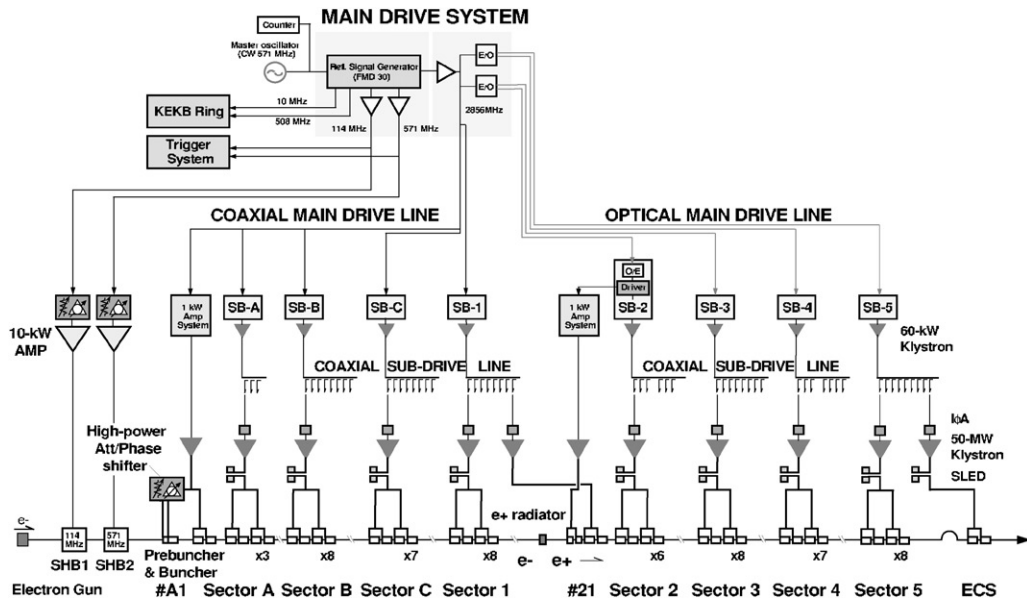 MAIN DRIVE SYSTEM
Counter
Master oscillator
(CW 571 MHz)
Ref. Signal Generator
(FMD 30)
E/O
E/O
2856MHz
KEKB Ring
10 MHz
508 MHz
114 MHz
571 MHz
Trigger
System
COAXIAL MAIN DRIVE LINE
OPTICAL MAIN DRIVE LINE
O/E
Driver
1 kW
Amp
System
SB-A
SB-B
SB-C
SB-1
1 kW
Amp
System
SB-2
SB-3
SB-4
SB-5
10-kW
AMP
60-kW
Klystron
COAXIAL SUB-DRIVE LINE
COAXIAL SUB-DRIVE LINE
High-power
Att/Phase
shifter
IϕA
50-MW
Klystron
SLED
e+ radiator
e-
114
MHz
571
MHz
SHB1
SHB2
Prebuncher
& Buncher
x3
x8
x7
x8
e-
e+
x6
x8
x7
x8
Electron Gun
#A1
Sector A
Sector B
Sector C
Sector 1
#21
Sector 2
Sector 3
Sector 4
Sector 5
ECS